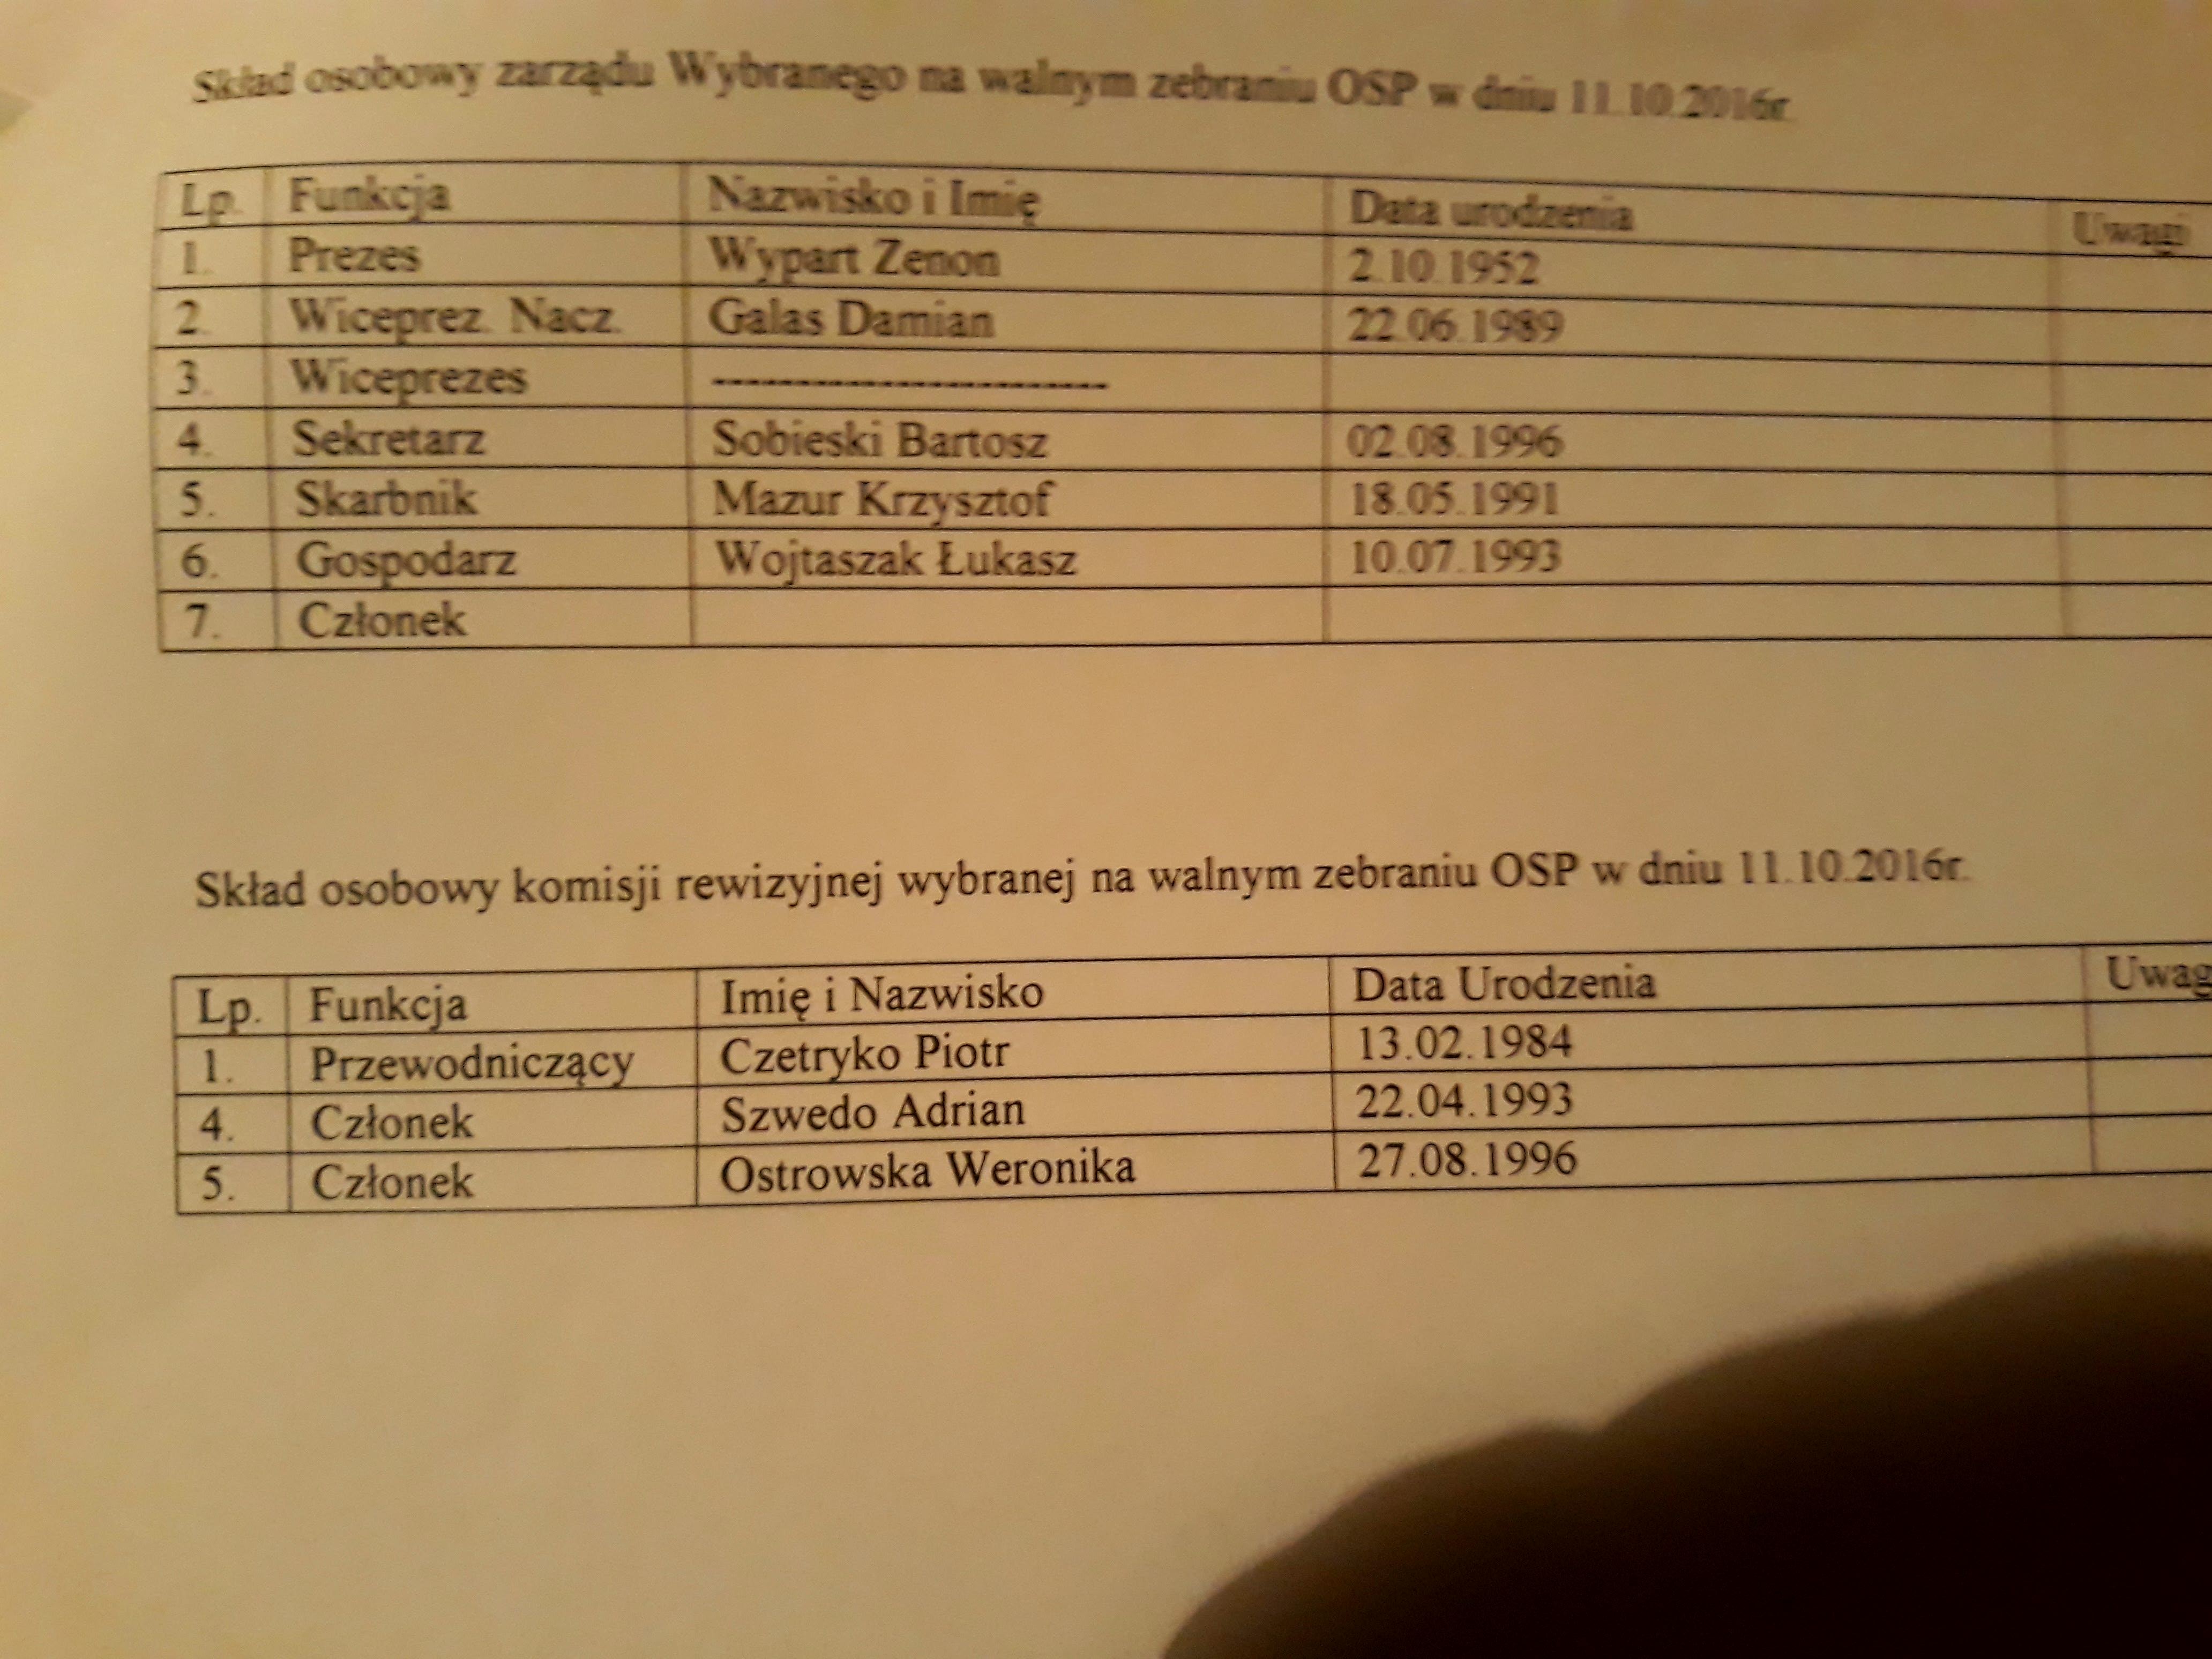 Skład osobowy zarządu Wybranego na walnym zebraniu OSP w dniu 11.10.2016r.
Lp. Funkcja Nazwisko i Imię Data urodzenia Uwagi
1. Prezes Wypart Zenon 2.10.1952
2. Wiceprez. Nacz. Galas Damian 22.06.1989
3. Wiceprezes ------------------------
4. Sekretarz Sobieski Bartosz 02.08.1996
5. Skarbnik Mazur Krzysztof 18.05.1991
6. Gospodarz Wojtaszak Łukasz 10.07.1993
7. Członek
Skład osobowy komisji rewizyjnej wybranej na walnym zebraniu OSP w dniu 11.10.2016r.
Lp. Funkcja Imię i Nazwisko Data Urodzenia Uwag
1. Przewodniczący Czetryko Piotr 13.02.1984
4. Członek Szwedo Adrian 22.04.1993
5. Członek Ostrowska Weronika 27.08.1996